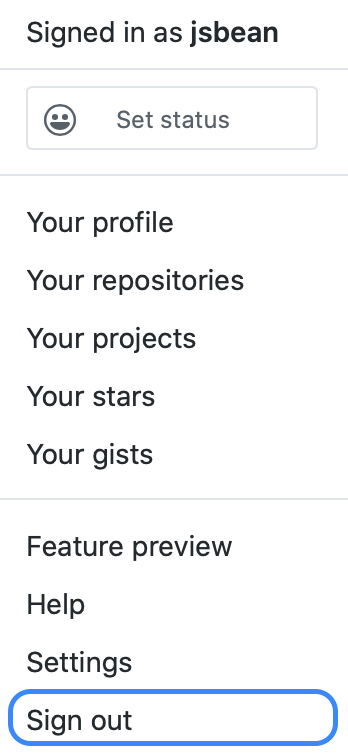 Signed in as jsbean
Set status
Your profile
Your repositories
Your projects
Your stars
Your gists
Feature preview
Help
Settings
Sign out